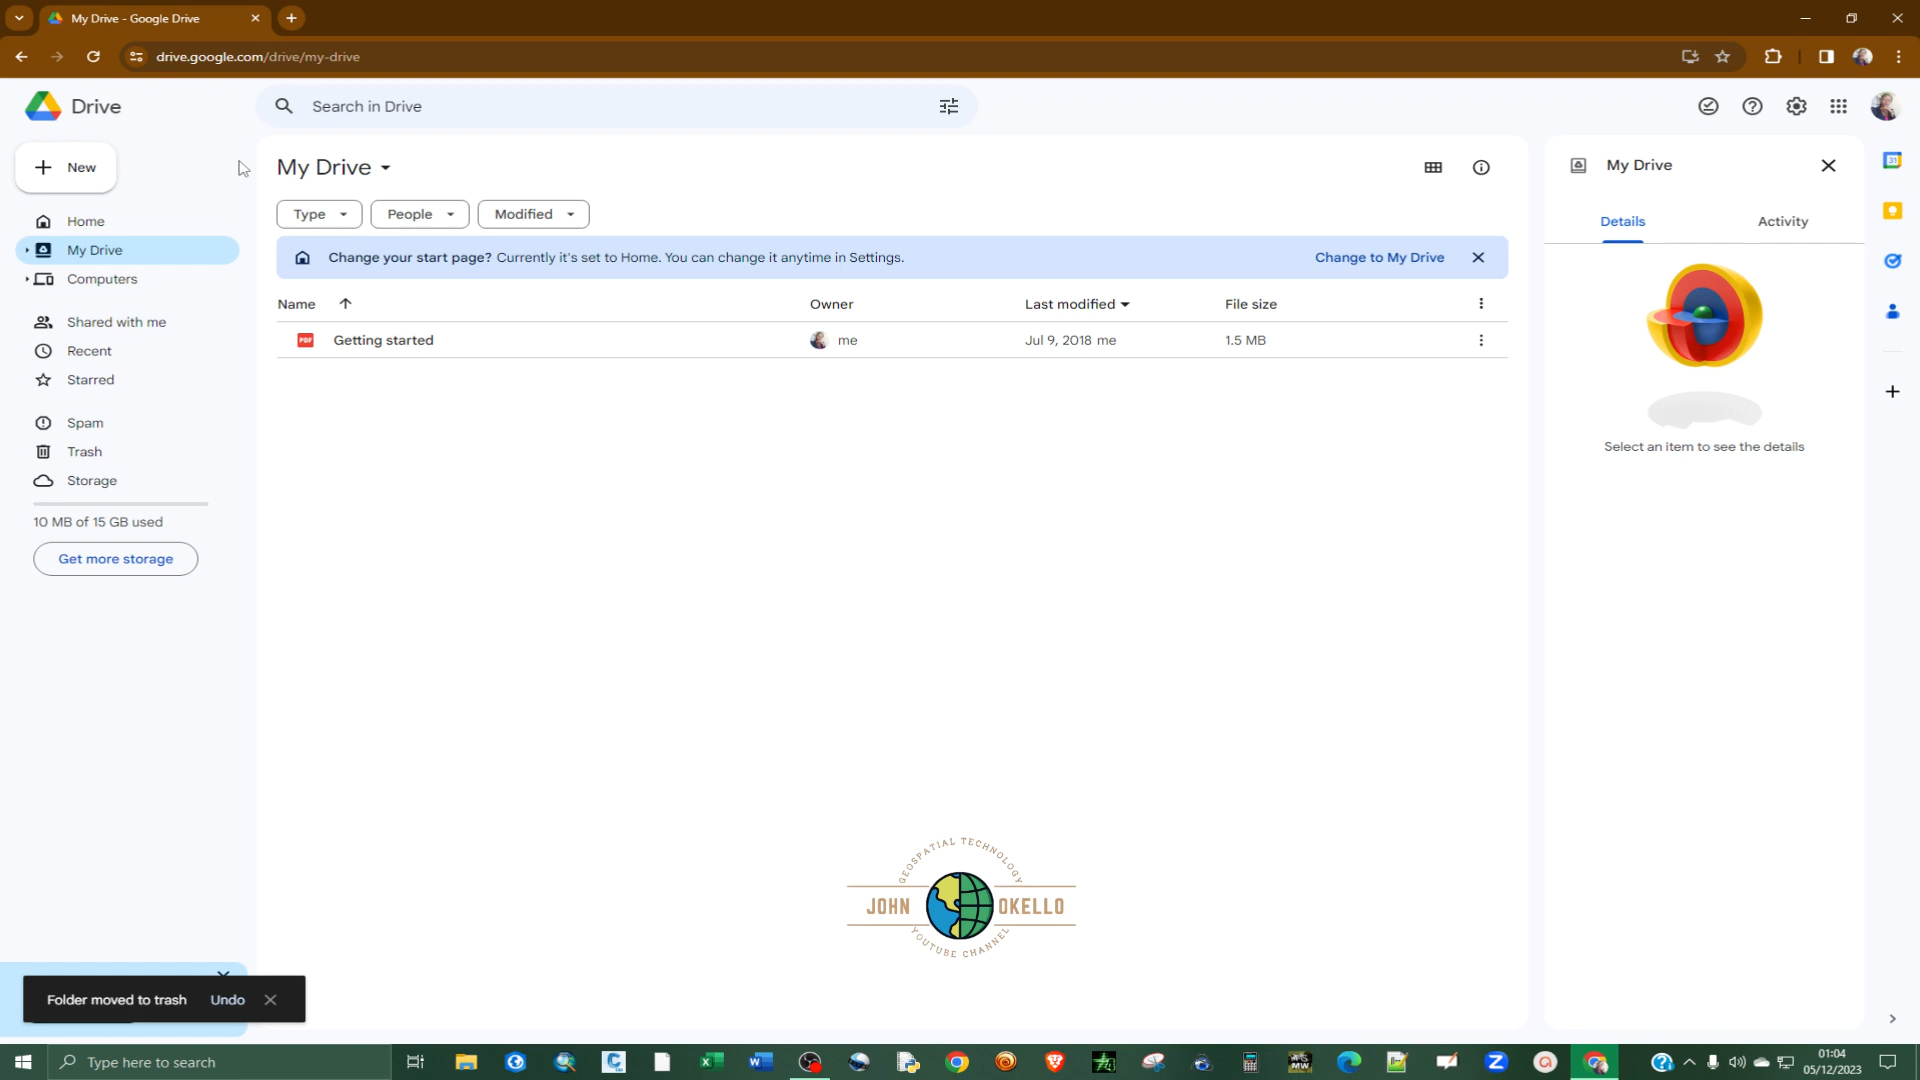 My Drive - Google Drive
drive.google.com/drive/my-drive
Drive
Search in Drive
New
My Drive
My Drive
Home
My Drive
Computers
Shared with me
Recent
Starred
Spam
Trash
Storage
10 MB of 15 GB used
Get more storage
Type
People
Modified
Details
Activity
Change your start page? Currently it's set to Home. You can change it anytime in Settings.
Change to My Drive
Name
Owner
Last modified
File size
PDF
Getting started
me
Jul 9, 2018 me
1.5 MB
Select an item to see the details
31
GEOSPATIAL TECHNOLOGY
JOHN OKELLO
YOUTUBE CHANNEL
Folder moved to trash
Undo
Type here to search
01:04
05/12/2023